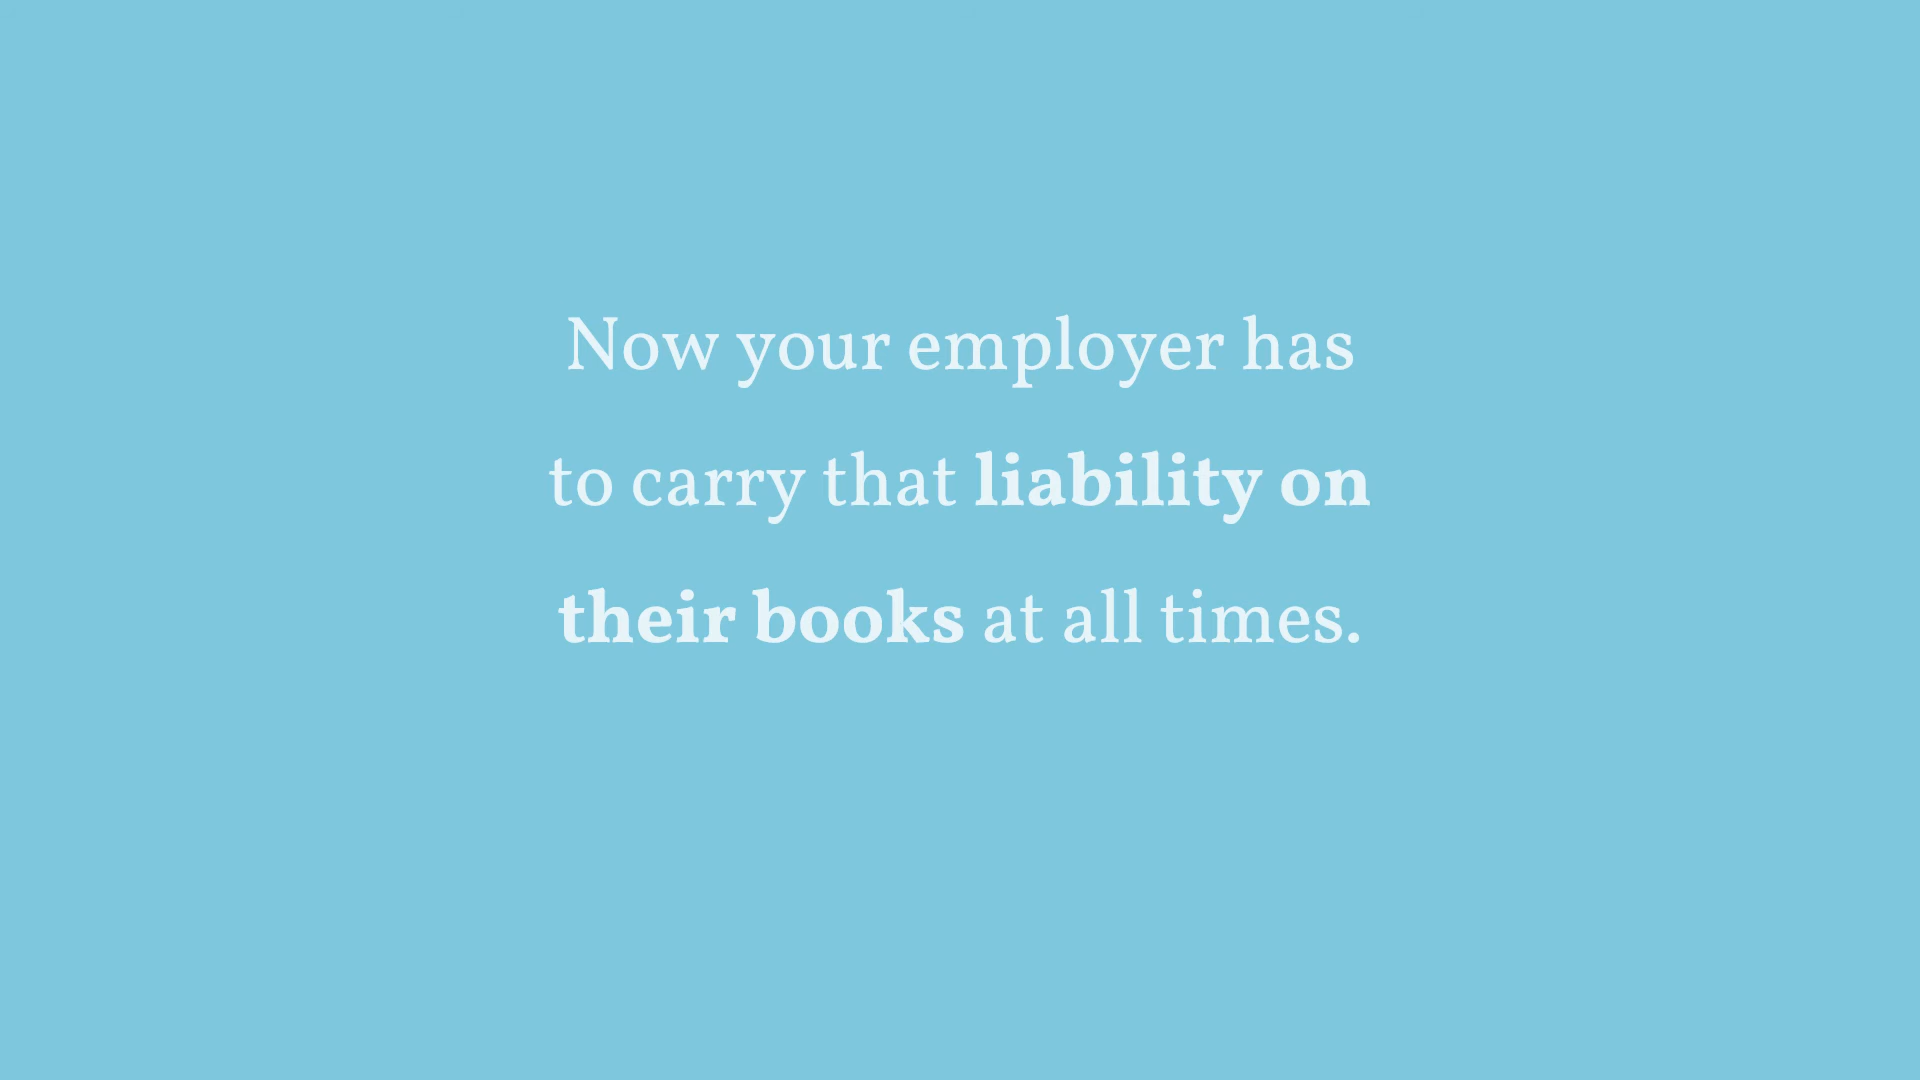 Now your employer has
to carry that liability on
their books at all times.